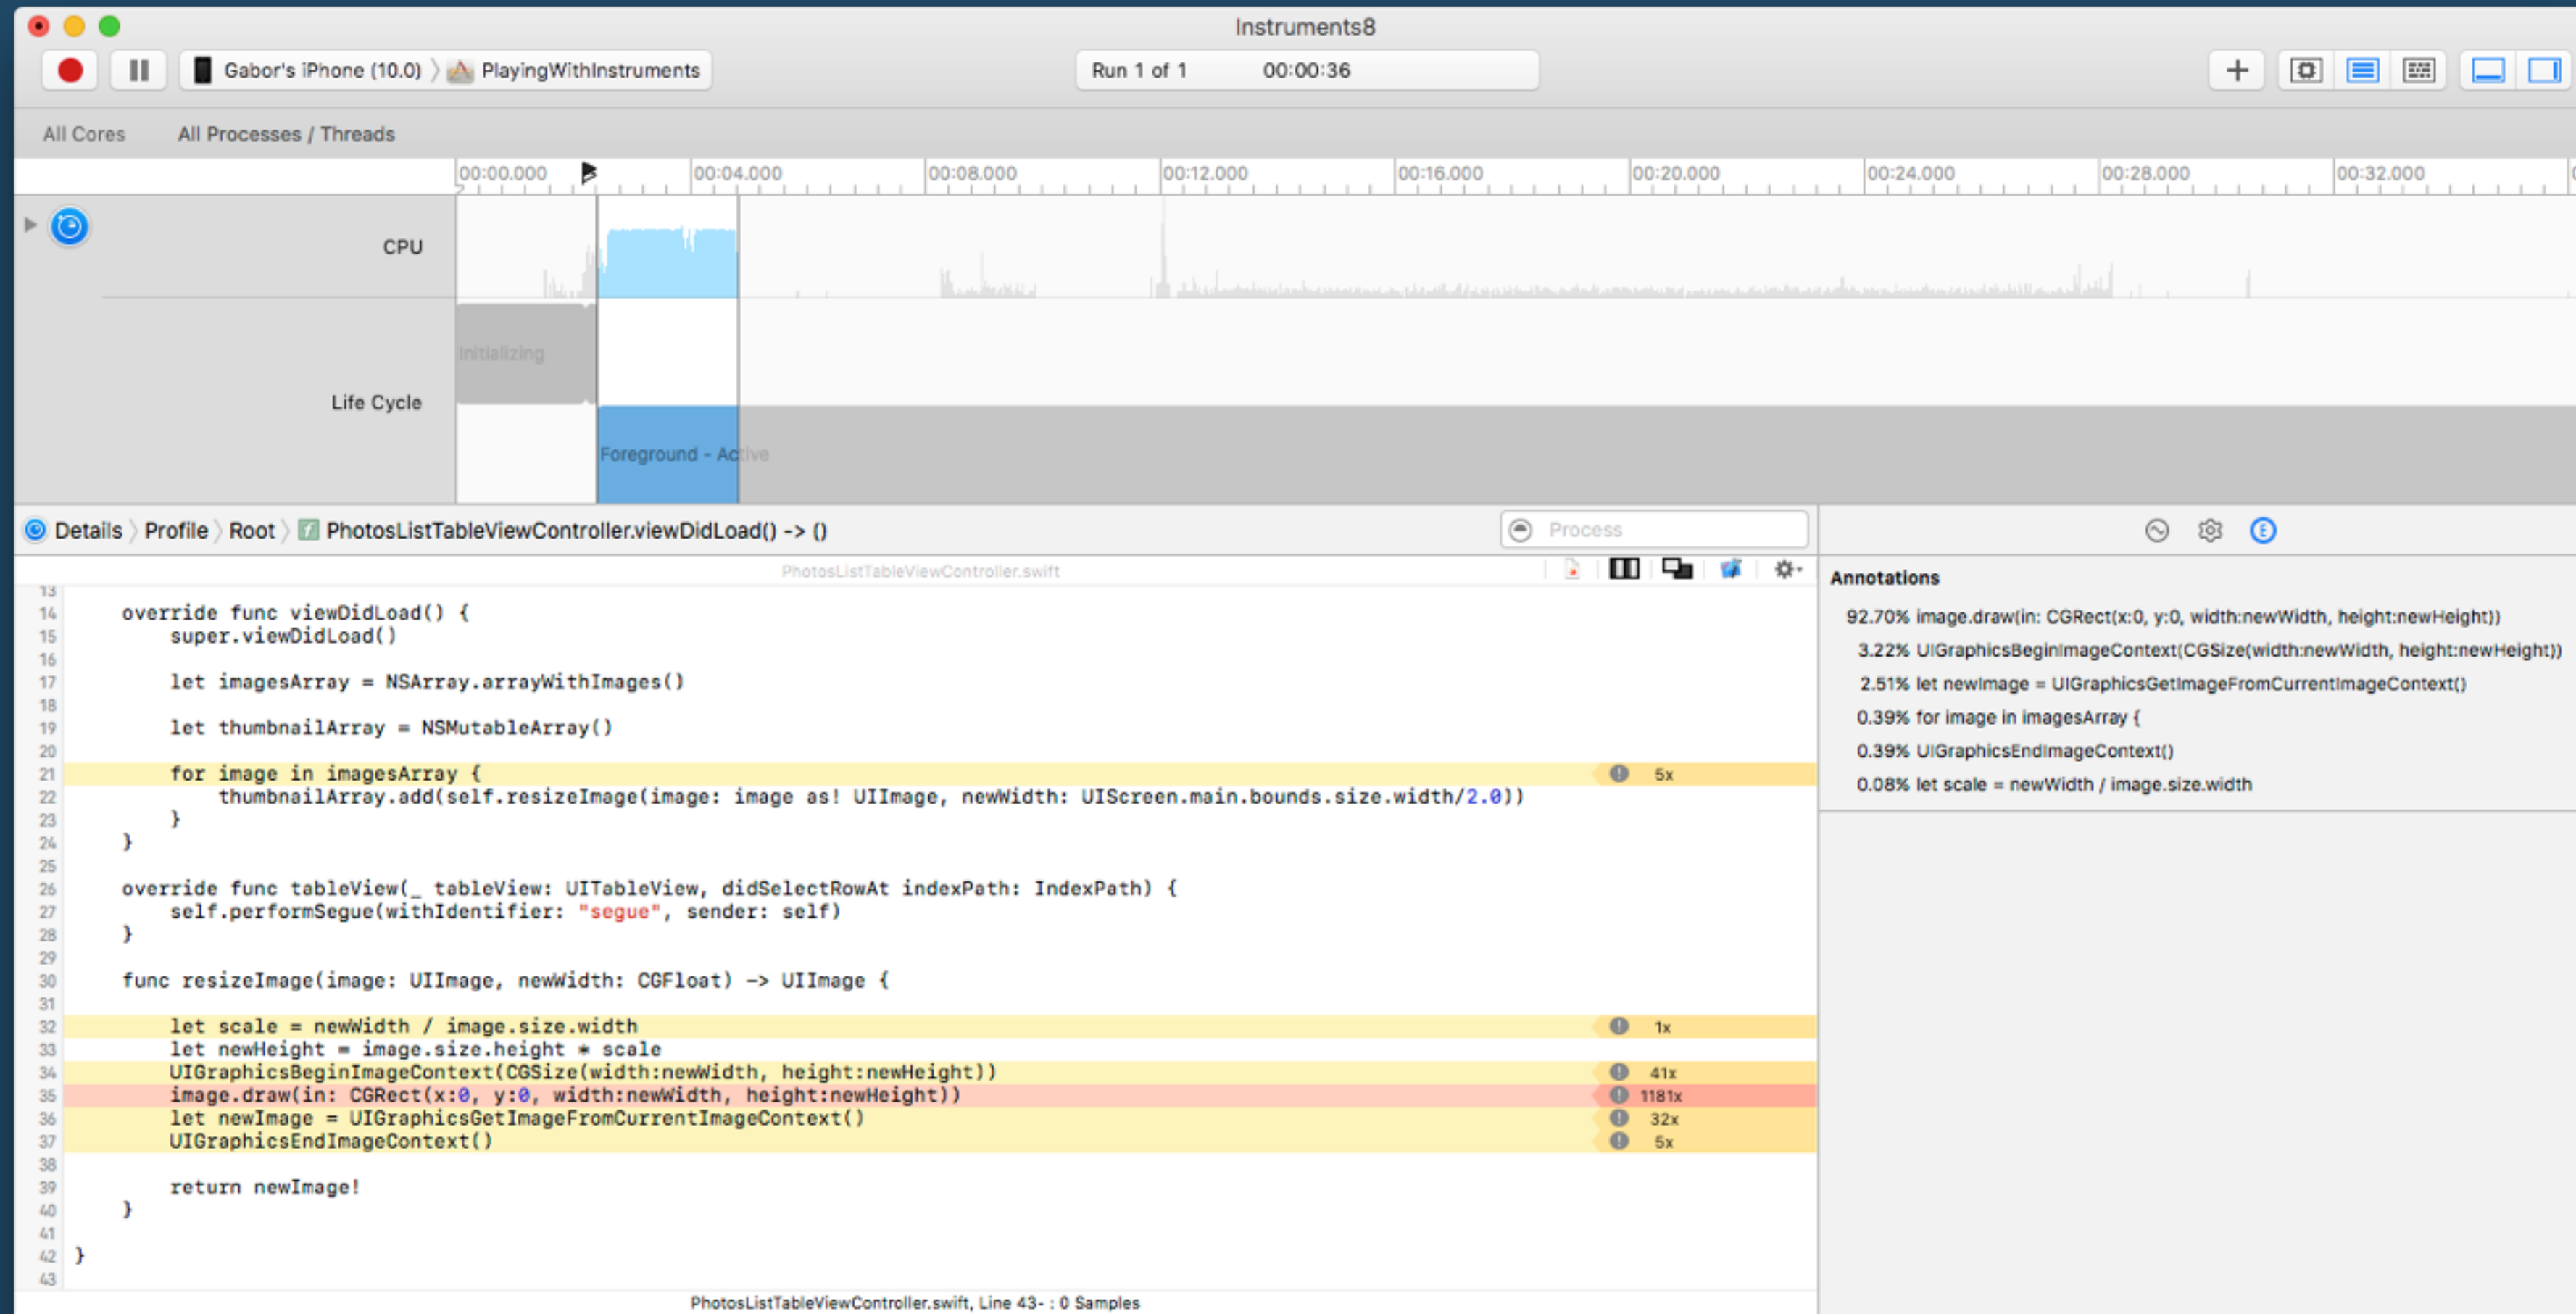 Instruments8
Gabor's iPhone (10.0) PlayingWithInstruments Run 1 of 1 00:00:36
All Cores All Processes / Threads
00:00.000 00:04.000 00:08.000 00:12.000 00:16.000 00:20.000 00:24.000 00:28.000 00:32.000
CPU
Initializing
Life Cycle
Foreground - Active
Details Profile Root PhotosListTableViewController.viewDidLoad() -> () Process
PhotosListTableViewController.swift
13
14 override func viewDidLoad() {
15 super.viewDidLoad()
16
17 let imagesArray = NSArray.arrayWithImages()
18
19 let thumbnailArray = NSMutableArray()
20
21 for image in imagesArray { 5x
22 thumbnailArray.add(self.resizeImage(image: image as! UIImage, newWidth: UIScreen.main.bounds.size.width/2.0))
23 }
24 }
25
26 override func tableView(_ tableView: UITableView, didSelectRowAt indexPath: IndexPath) {
27 self.performSegue(withIdentifier: "segue", sender: self)
28 }
29
30 func resizeImage(image: UIImage, newWidth: CGFloat) -> UIImage {
31
32 let scale = newWidth / image.size.width 1x
33 let newHeight = image.size.height * scale
34 UIGraphicsBeginImageContext(CGSize(width:newWidth, height:newHeight)) 41x
35 image.draw(in: CGRect(x:0, y:0, width:newWidth, height:newHeight)) 1181x
36 let newImage = UIGraphicsGetImageFromCurrentImageContext() 32x
37 UIGraphicsEndImageContext() 5x
38
39 return newImage!
40 }
41
42 }
43
PhotosListTableViewController.swift, Line 43- : 0 Samples
Annotations
92.70% image.draw(in: CGRect(x:0, y:0, width:newWidth, height:newHeight))
3.22% UIGraphicsBeginImageContext(CGSize(width:newWidth, height:newHeight))
2.51% let newImage = UIGraphicsGetImageFromCurrentImageContext()
0.39% for image in imagesArray {
0.39% UIGraphicsEndImageContext()
0.08% let scale = newWidth / image.size.width